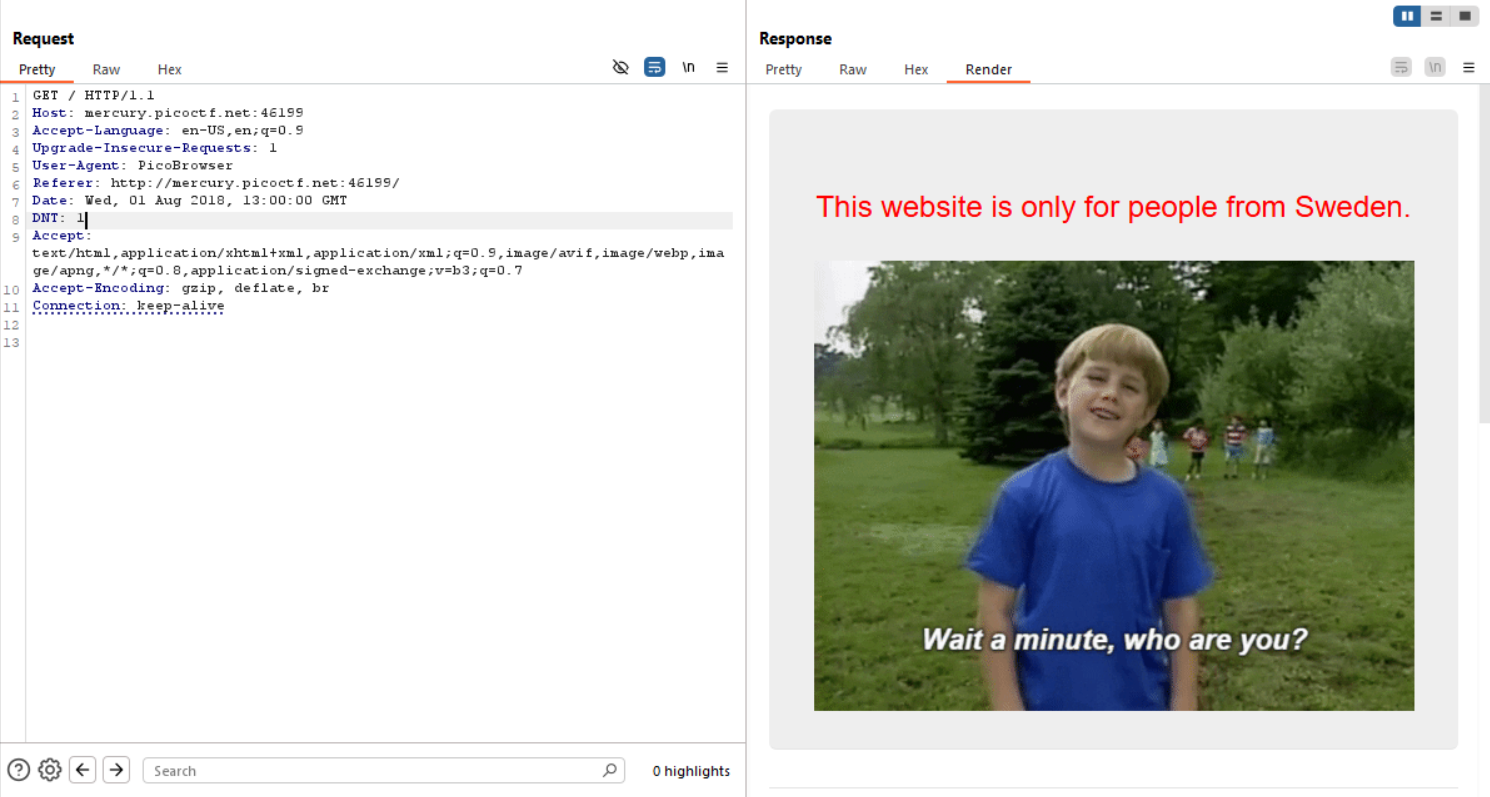 Request
Pretty Raw Hex \n
1 GET / HTTP/1.1
2 Host: mercury.picoctf.net:46199
3 Accept-Language: en-US,en;q=0.9
4 Upgrade-Insecure-Requests: 1
5 User-Agent: PicoBrowser
6 Referer: http://mercury.picoctf.net:46199/
7 Date: Wed, 01 Aug 2018, 13:00:00 GMT
8 DNT: 1
9 Accept:
text/html,application/xhtml+xml,application/xml;q=0.9,image/avif,image/webp,ima
ge/apng,*/*;q=0.8,application/signed-exchange;v=b3;q=0.7
10 Accept-Encoding: gzip, deflate, br
11 Connection: keep-alive
12
13
Search 0 highlights
Response
Pretty Raw Hex Render \n
This website is only for people from Sweden.
Wait a minute, who are you?